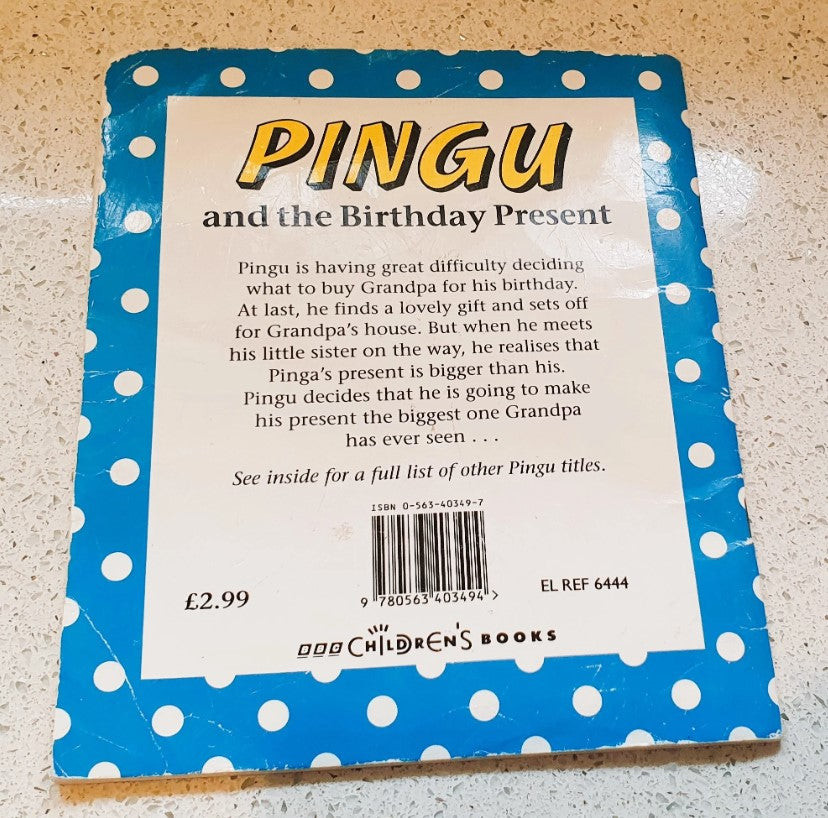 PINGU
and the Birthday Present
Pingu is having great difficulty deciding
what to buy Grandpa for his birthday.
At last, he finds a lovely gift and sets off
for Grandpa's house. But when he meets
his little sister on the way, he realises that
Pinga's present is bigger than his.
Pingu decides that he is going to make
his present the biggest one Grandpa
has ever seen . . .
See inside for a full list of other Pingu titles.
ISBN 0-563-40349-7
9 780563 403494 >
£2.99
EL REF 6444
BBC CHILDREN'S BOOKS